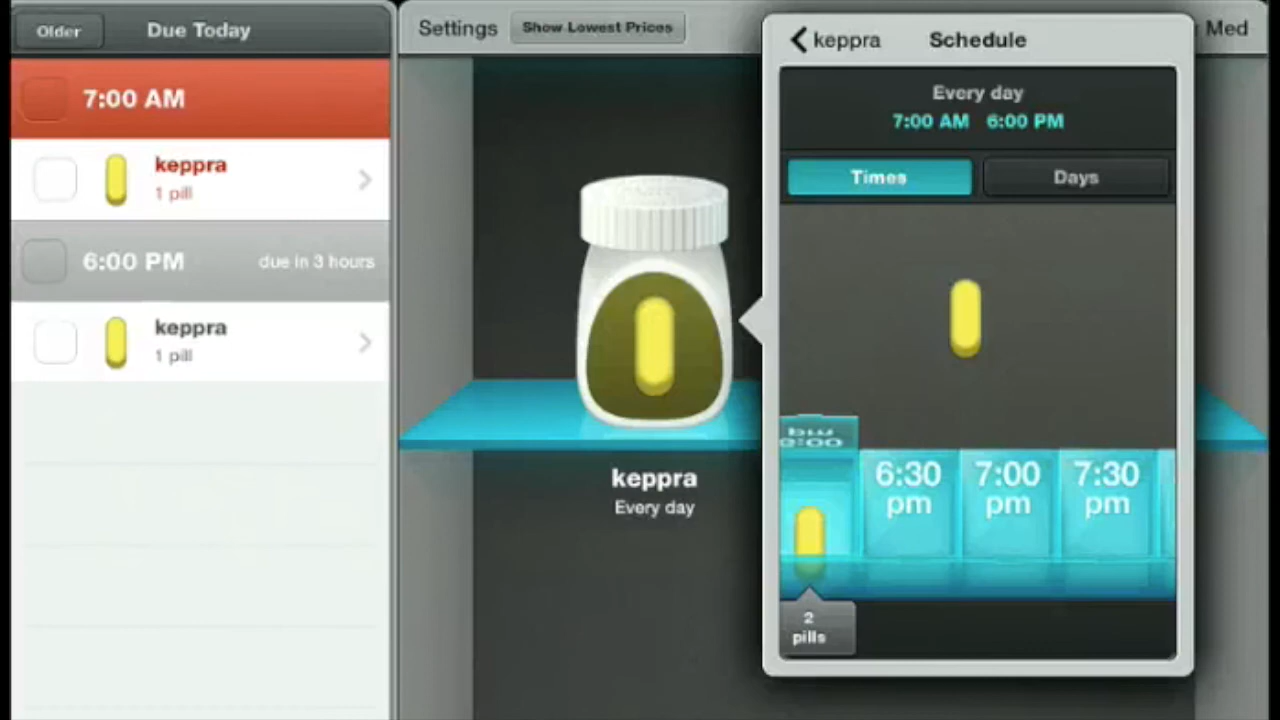 Older
Due Today
7:00 AM
keppra
1 pill
6:00 PM
due in 3 hours
keppra
1 pill
Settings
Show Lowest Prices
Med
keppra
Every day
keppra
Schedule
Every day
7:00 AM 6:00 PM
Times
Days
6:30
pm
7:00
pm
7:30
pm
2
pills